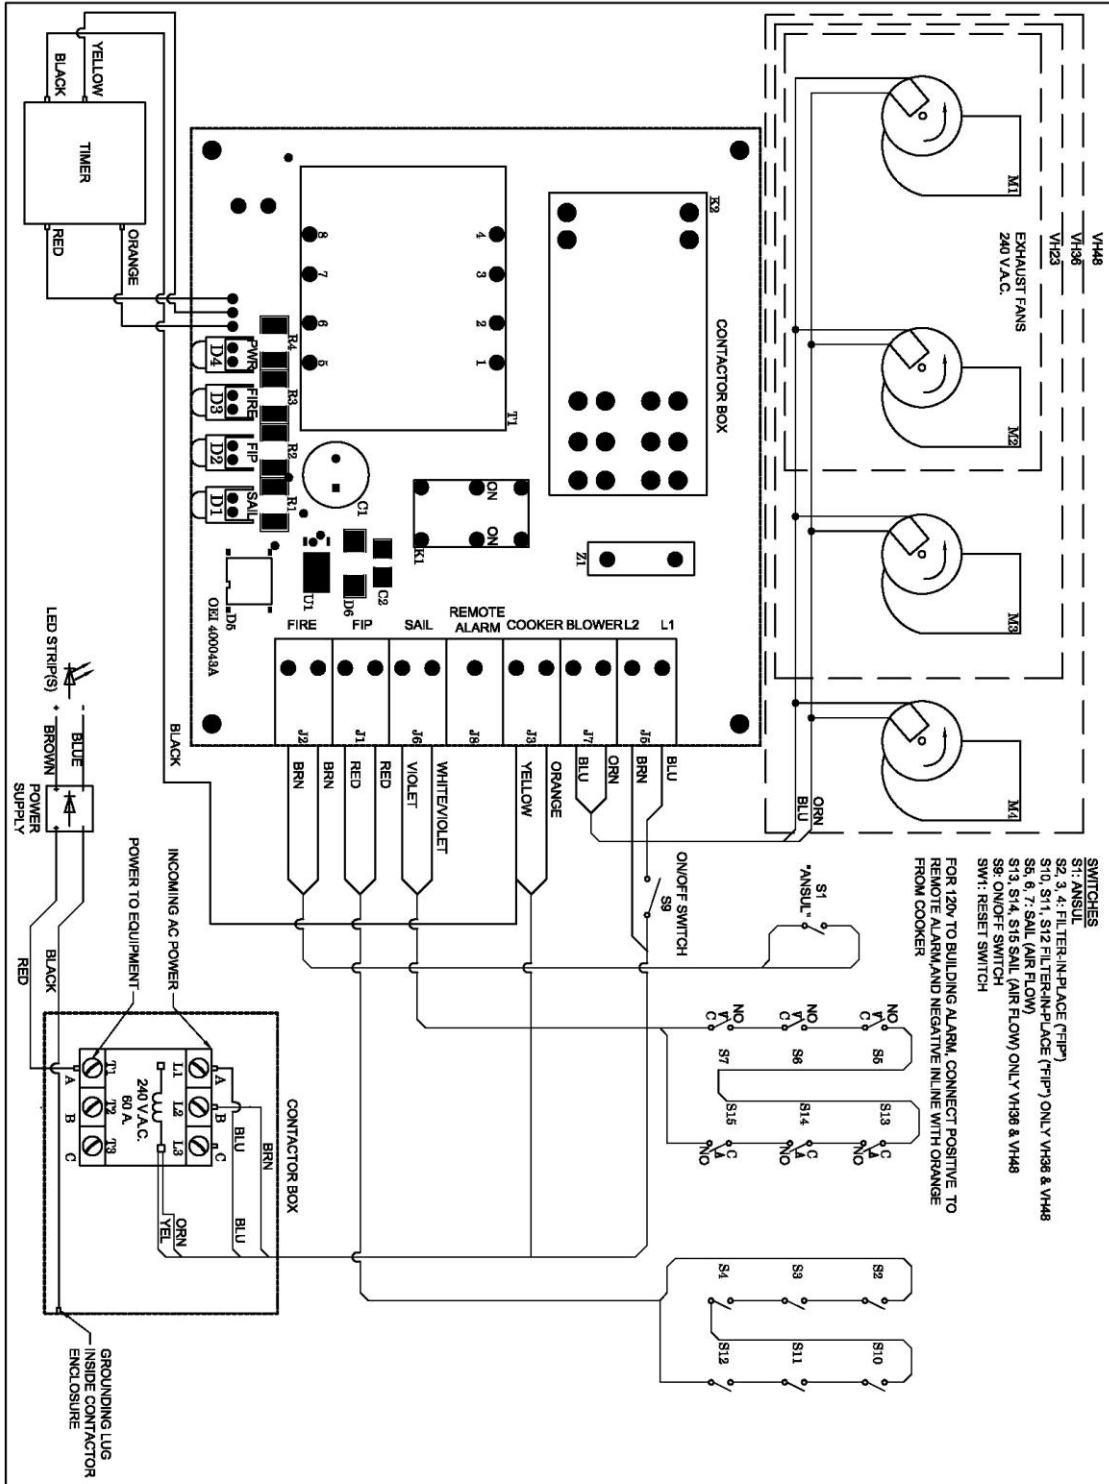 VH48
VH36
VH23
EXHAUST FANS
240 V.A.C.
M1
M2
M3
M4
ORN
BLU
SWITCHES
S1: ANSUL
S2, 3, 4: FILTER-IN-PLACE ("FIP")
S10, S11, S12 FILTER-IN-PLACE ("FIP") ONLY VH36 & VH48
S5, 6, 7: SAIL (AIR FLOW)
S13, S14, S15 SAIL (AIR FLOW) ONLY VH36 & VH48
S9: ON/OFF SWITCH
SW1: RESET SWITCH
FOR 120v TO BUILDING ALARM, CONNECT POSITIVE TO
REMOTE ALARM,AND NEGATIVE INLINE WITH ORANGE
FROM COOKER
YELLOW
BLACK
TIMER
RED
ORANGE
K2
CONTACTOR BOX
T1
4
3
2
1
8
7
6
5
R4
R3
R2
R1
PWR
FIRE
FIP
SAIL
D4
D3
D2
D1
C1
ON
ON
K1
Z1
C2
D6
U1
D5
OEI 400043A
FIRE
FIP
SAIL
REMOTE
ALARM
COOKER
BLOWER
L2
L1
J2
J1
J6
J8
J3
J7
J5
BRN
BRN
RED
RED
VIOLET
WHITE/VIOLET
YELLOW
ORANGE
BLU
ORN
BRN
BLU
BLACK
ON/OFF SWITCH
S9
S1
"ANSUL"
NO
C
NO
C
NO
C
S7
S6
S5
S15
S14
S13
C
NO
C
NO
C
NO
S4
S3
S2
S12
S11
S10
LED STRIP(S)
-
+
BLUE
BROWN
POWER
SUPPLY
RED
BLACK
POWER TO EQUIPMENT
INCOMING AC POWER
CONTACTOR BOX
A
B
C
L1
L2
L3
240 V.A.C.
60 A.
T1
T2
T3
A
B
C
BLU
BRN
BLU
ORN
YEL
GROUNDING LUG
INSIDE CONTACTOR
ENCLOSURE